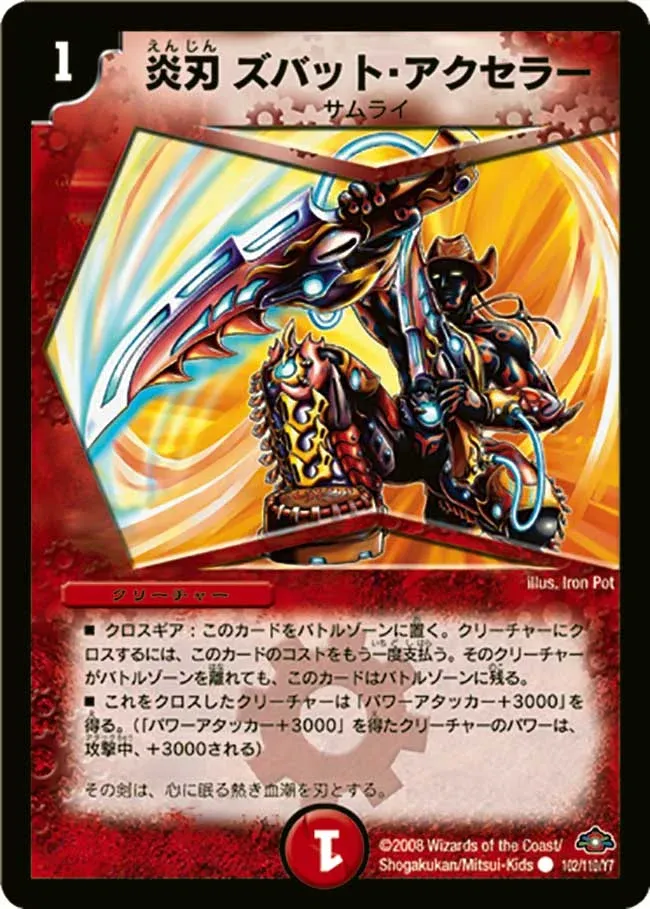 1
えんじん
炎刃 ズバット・アクセラー
サムライ
illus. Iron Pot
クリーチャー
■ クロスギア：このカードをバトルゾーンに置く。クリーチャーにク
ロスするには、このカードのコストをもう一度支払う。そのクリーチャー
がバトルゾーンを離れても、このカードはバトルゾーンに残る。
■ これをクロスしたクリーチャーは「パワーアタッカー＋3000」を
得る。（「パワーアタッカー＋3000」を得たクリーチャーのパワーは、
攻撃中、＋3000される）
その剣は、心に眠る熱き血潮を刃とする。
1
©2008 Wizards of the Coast/
Shogakukan/Mitsui-Kids
102/110/Y7